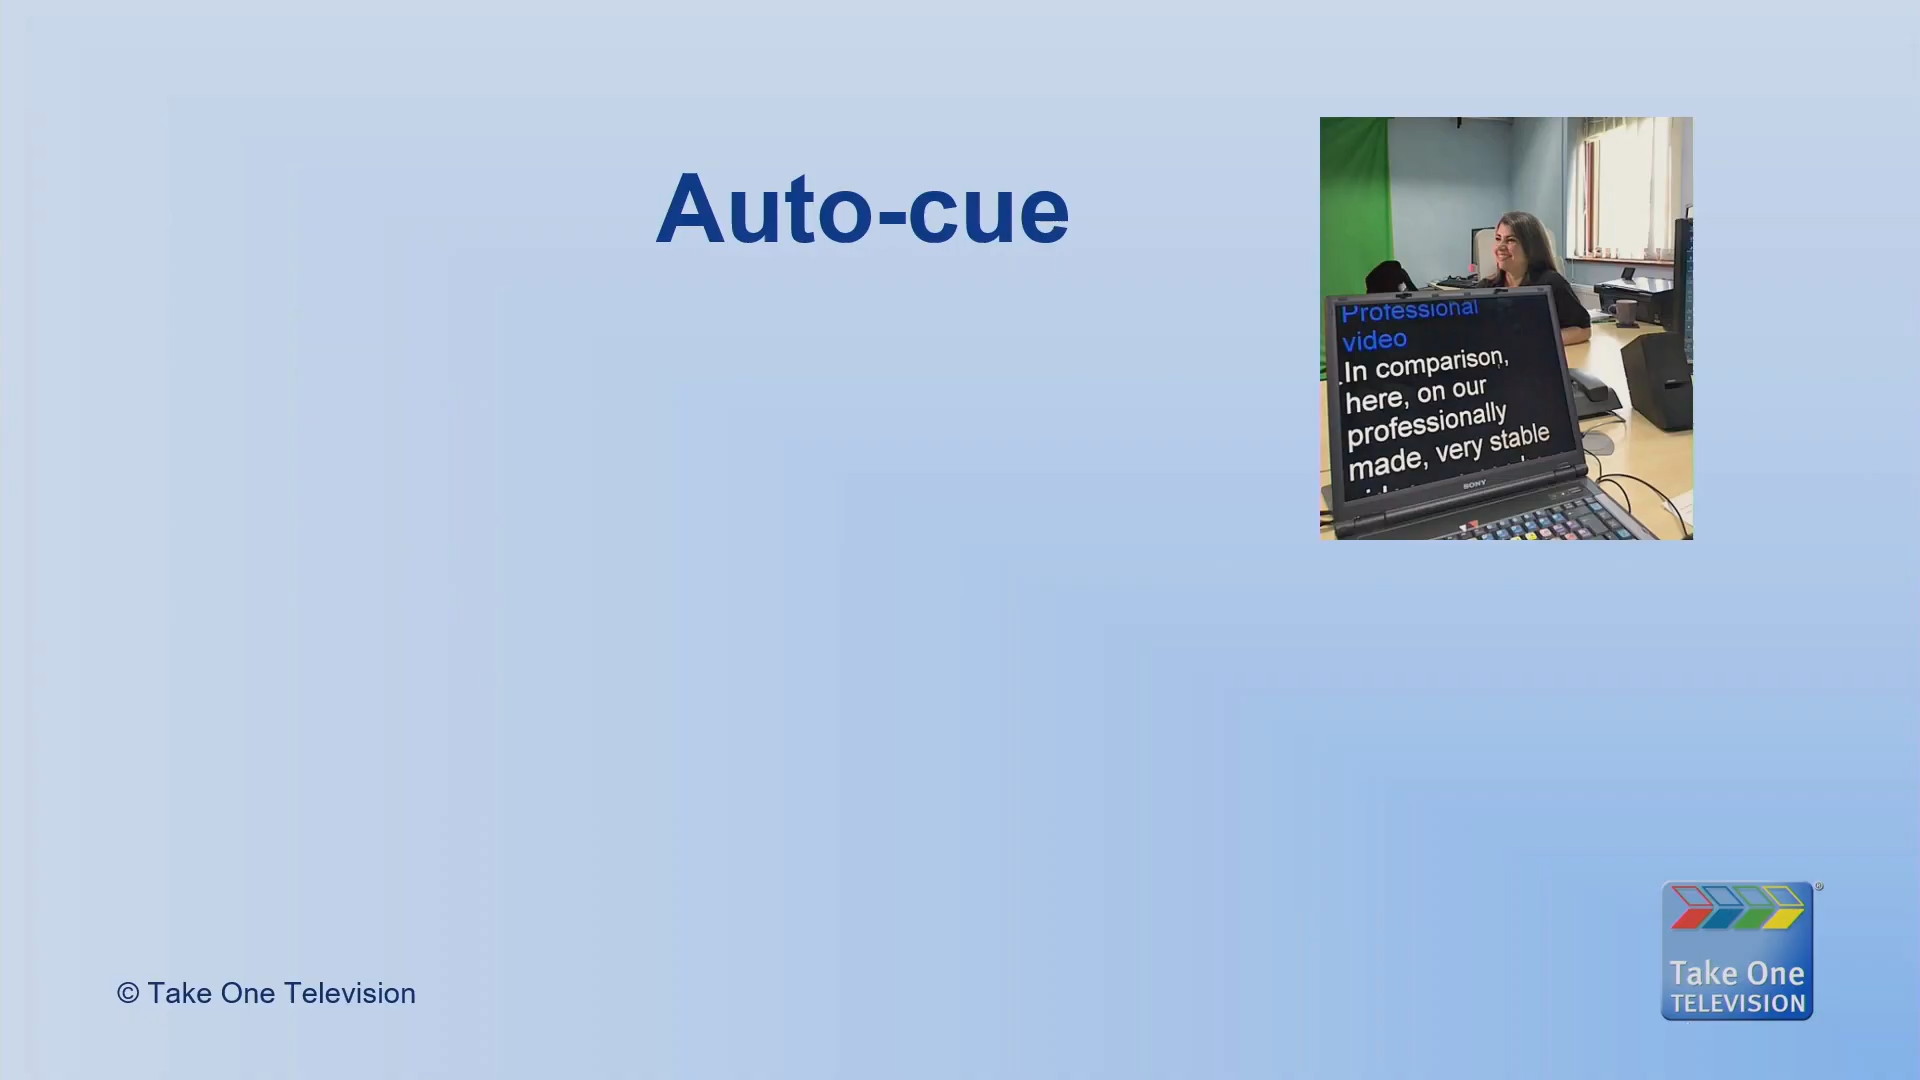 Auto-cue
Professional
video
In comparison,
here, on our
professionally
made, very stable
SONY
© Take One Television
Take One
TELEVISION
®